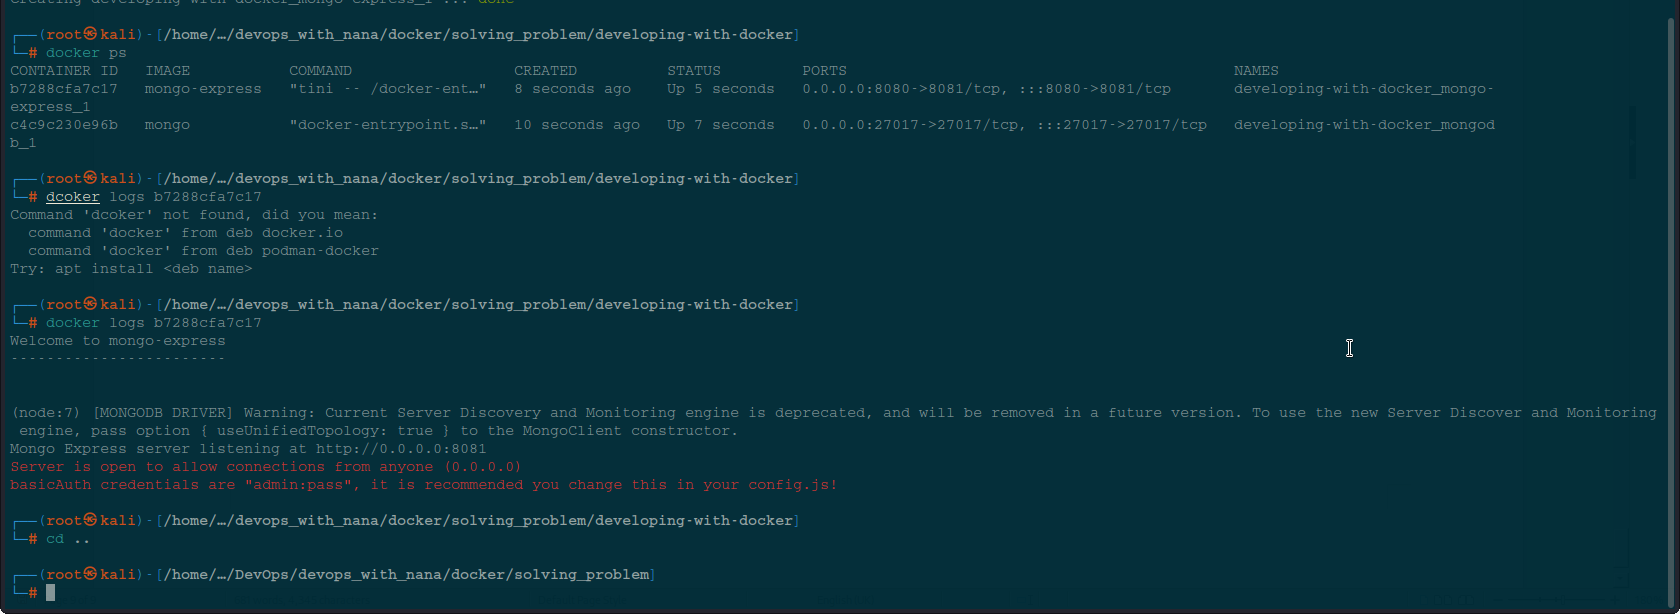 Creating developing-with-docker_mongo-express_1 ... done
┌──(root㉿kali)-[/home/…/devops_with_nana/docker/solving_problem/developing-with-docker]
└─# docker ps
CONTAINER ID   IMAGE           COMMAND                  CREATED          STATUS         PORTS                                           NAMES
b7288cfa7c17   mongo-express   "tini -- /docker-ent…"   8 seconds ago    Up 5 seconds   0.0.0.0:8080->8081/tcp, :::8080->8081/tcp       developing-with-docker_mongo-
express_1
c4c9c230e96b   mongo           "docker-entrypoint.s…"   10 seconds ago   Up 7 seconds   0.0.0.0:27017->27017/tcp, :::27017->27017/tcp   developing-with-docker_mongod
b_1
┌──(root㉿kali)-[/home/…/devops_with_nana/docker/solving_problem/developing-with-docker]
└─# dcoker logs b7288cfa7c17
Command 'dcoker' not found, did you mean:
  command 'docker' from deb docker.io
  command 'docker' from deb podman-docker
Try: apt install <deb name>
┌──(root㉿kali)-[/home/…/devops_with_nana/docker/solving_problem/developing-with-docker]
└─# docker logs b7288cfa7c17
Welcome to mongo-express
------------------------
(node:7) [MONGODB DRIVER] Warning: Current Server Discovery and Monitoring engine is deprecated, and will be removed in a future version. To use the new Server Discover and Monitoring
 engine, pass option { useUnifiedTopology: true } to the MongoClient constructor.
Mongo Express server listening at http://0.0.0.0:8081
Server is open to allow connections from anyone (0.0.0.0)
basicAuth credentials are "admin:pass", it is recommended you change this in your config.js!
┌──(root㉿kali)-[/home/…/devops_with_nana/docker/solving_problem/developing-with-docker]
└─# cd ..
┌──(root㉿kali)-[/home/…/DevOps/devops_with_nana/docker/solving_problem]
└─#